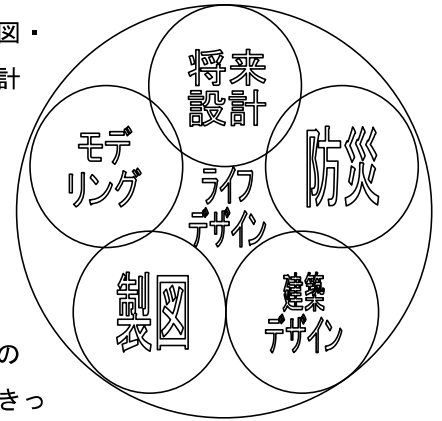 図・
計
将来
設計
モデ
リング
防災
ライフ
デザイン
製図
建築
デザイン
の
きっ